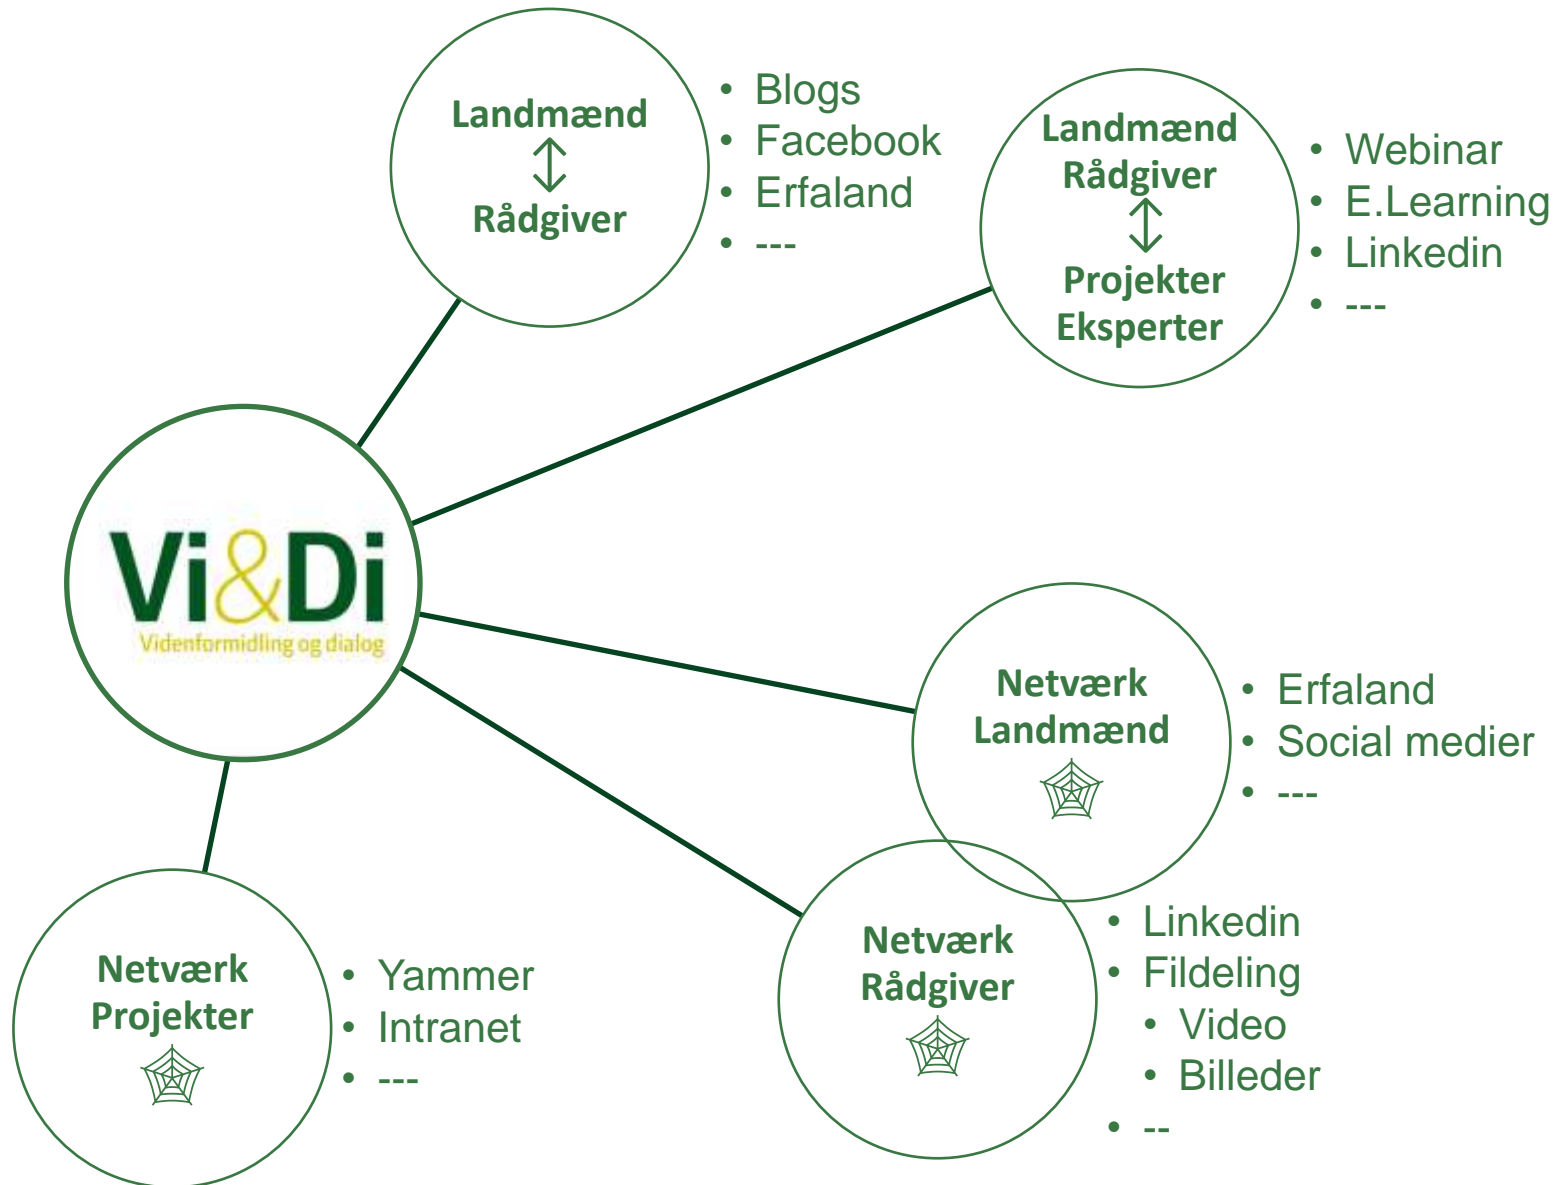 Landmænd
Rådgiver
• Blogs
• Facebook
• Erfaland
• ---
Landmænd
Rådgiver
Projekter
Eksperter
• Webinar
• E.Learning
• Linkedin
• ---
Vi&Di
Videnformidling og dialog
Netværk
Landmænd
• Erfaland
• Social medier
• ---
Netværk
Rådgiver
• Linkedin
• Fildeling
• Video
• Billeder
• --
Netværk
Projekter
• Yammer
• Intranet
• ---